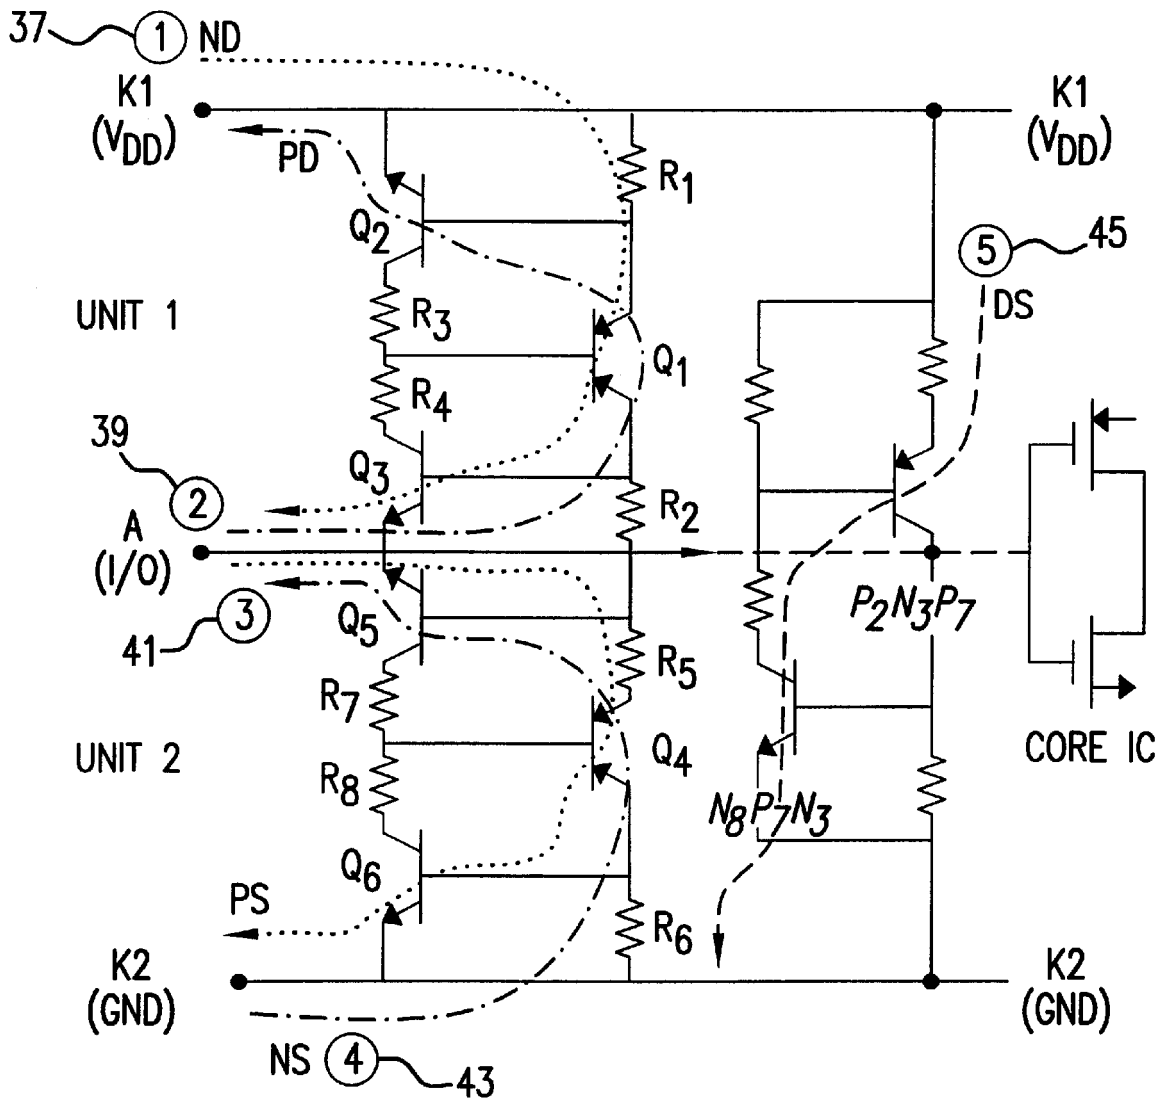 37
1 ND
K1
(VDD)
K1
(VDD)
PD
R1
Q2
5
45
DS
UNIT 1
R3
Q1
R4
39
2
Q3
R2
A
(I/O)
P2N3P7
3
41
Q5
R5
R7
UNIT 2
Q4
R8
CORE IC
N8P7N3
Q6
PS
R6
K2
(GND)
K2
(GND)
NS 4
43